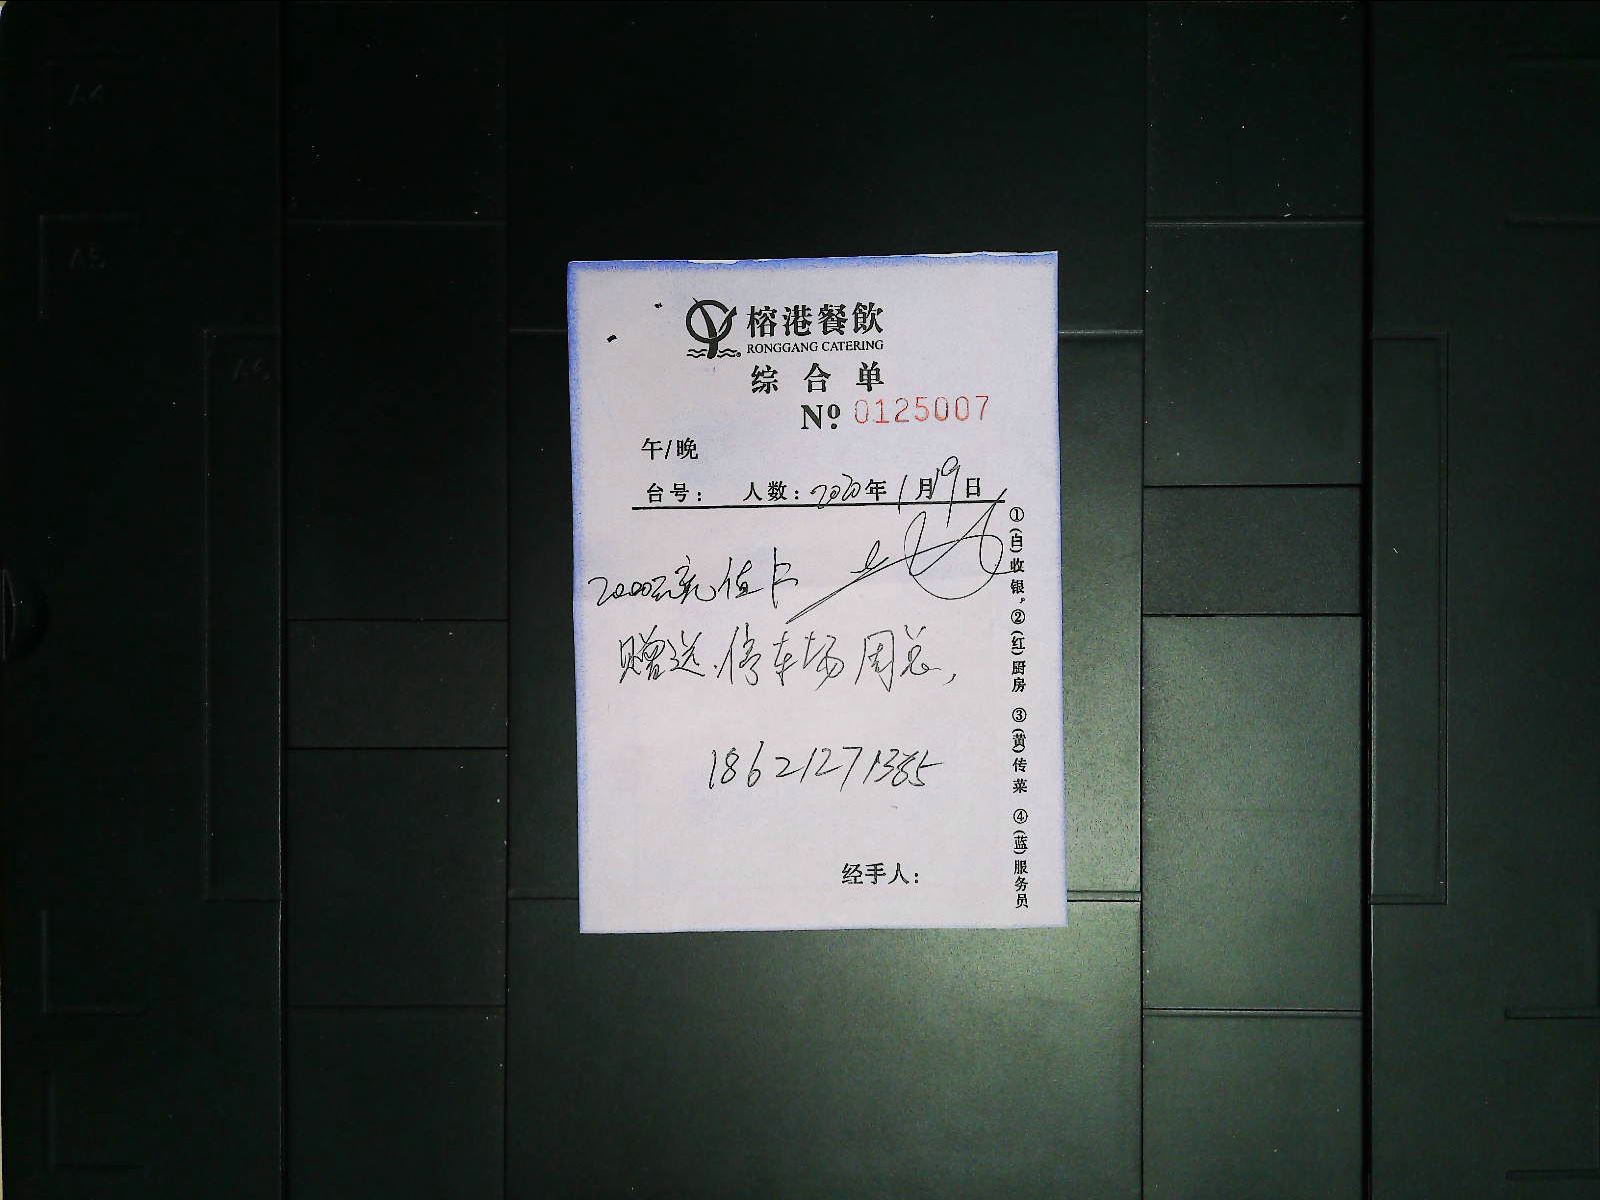 榕港餐飲
RONGGANG CATERING
综合单
Nº 0125007
午/晚
台号： 人数：2020年1月19日
2000元充值卡
赠送.停车场周总，
18621271385
经手人：
①(白)收银。②(红)厨房 ③(黄)传菜 ④(蓝)服务员